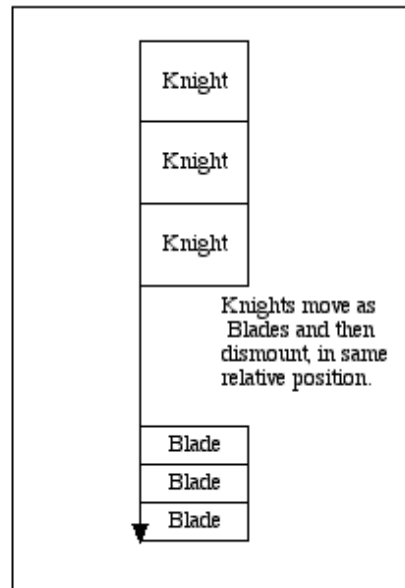 Knight
Knight
Knight
Knights move as
Blades and then
dismount, in same
relative position.
Blade
Blade
Blade